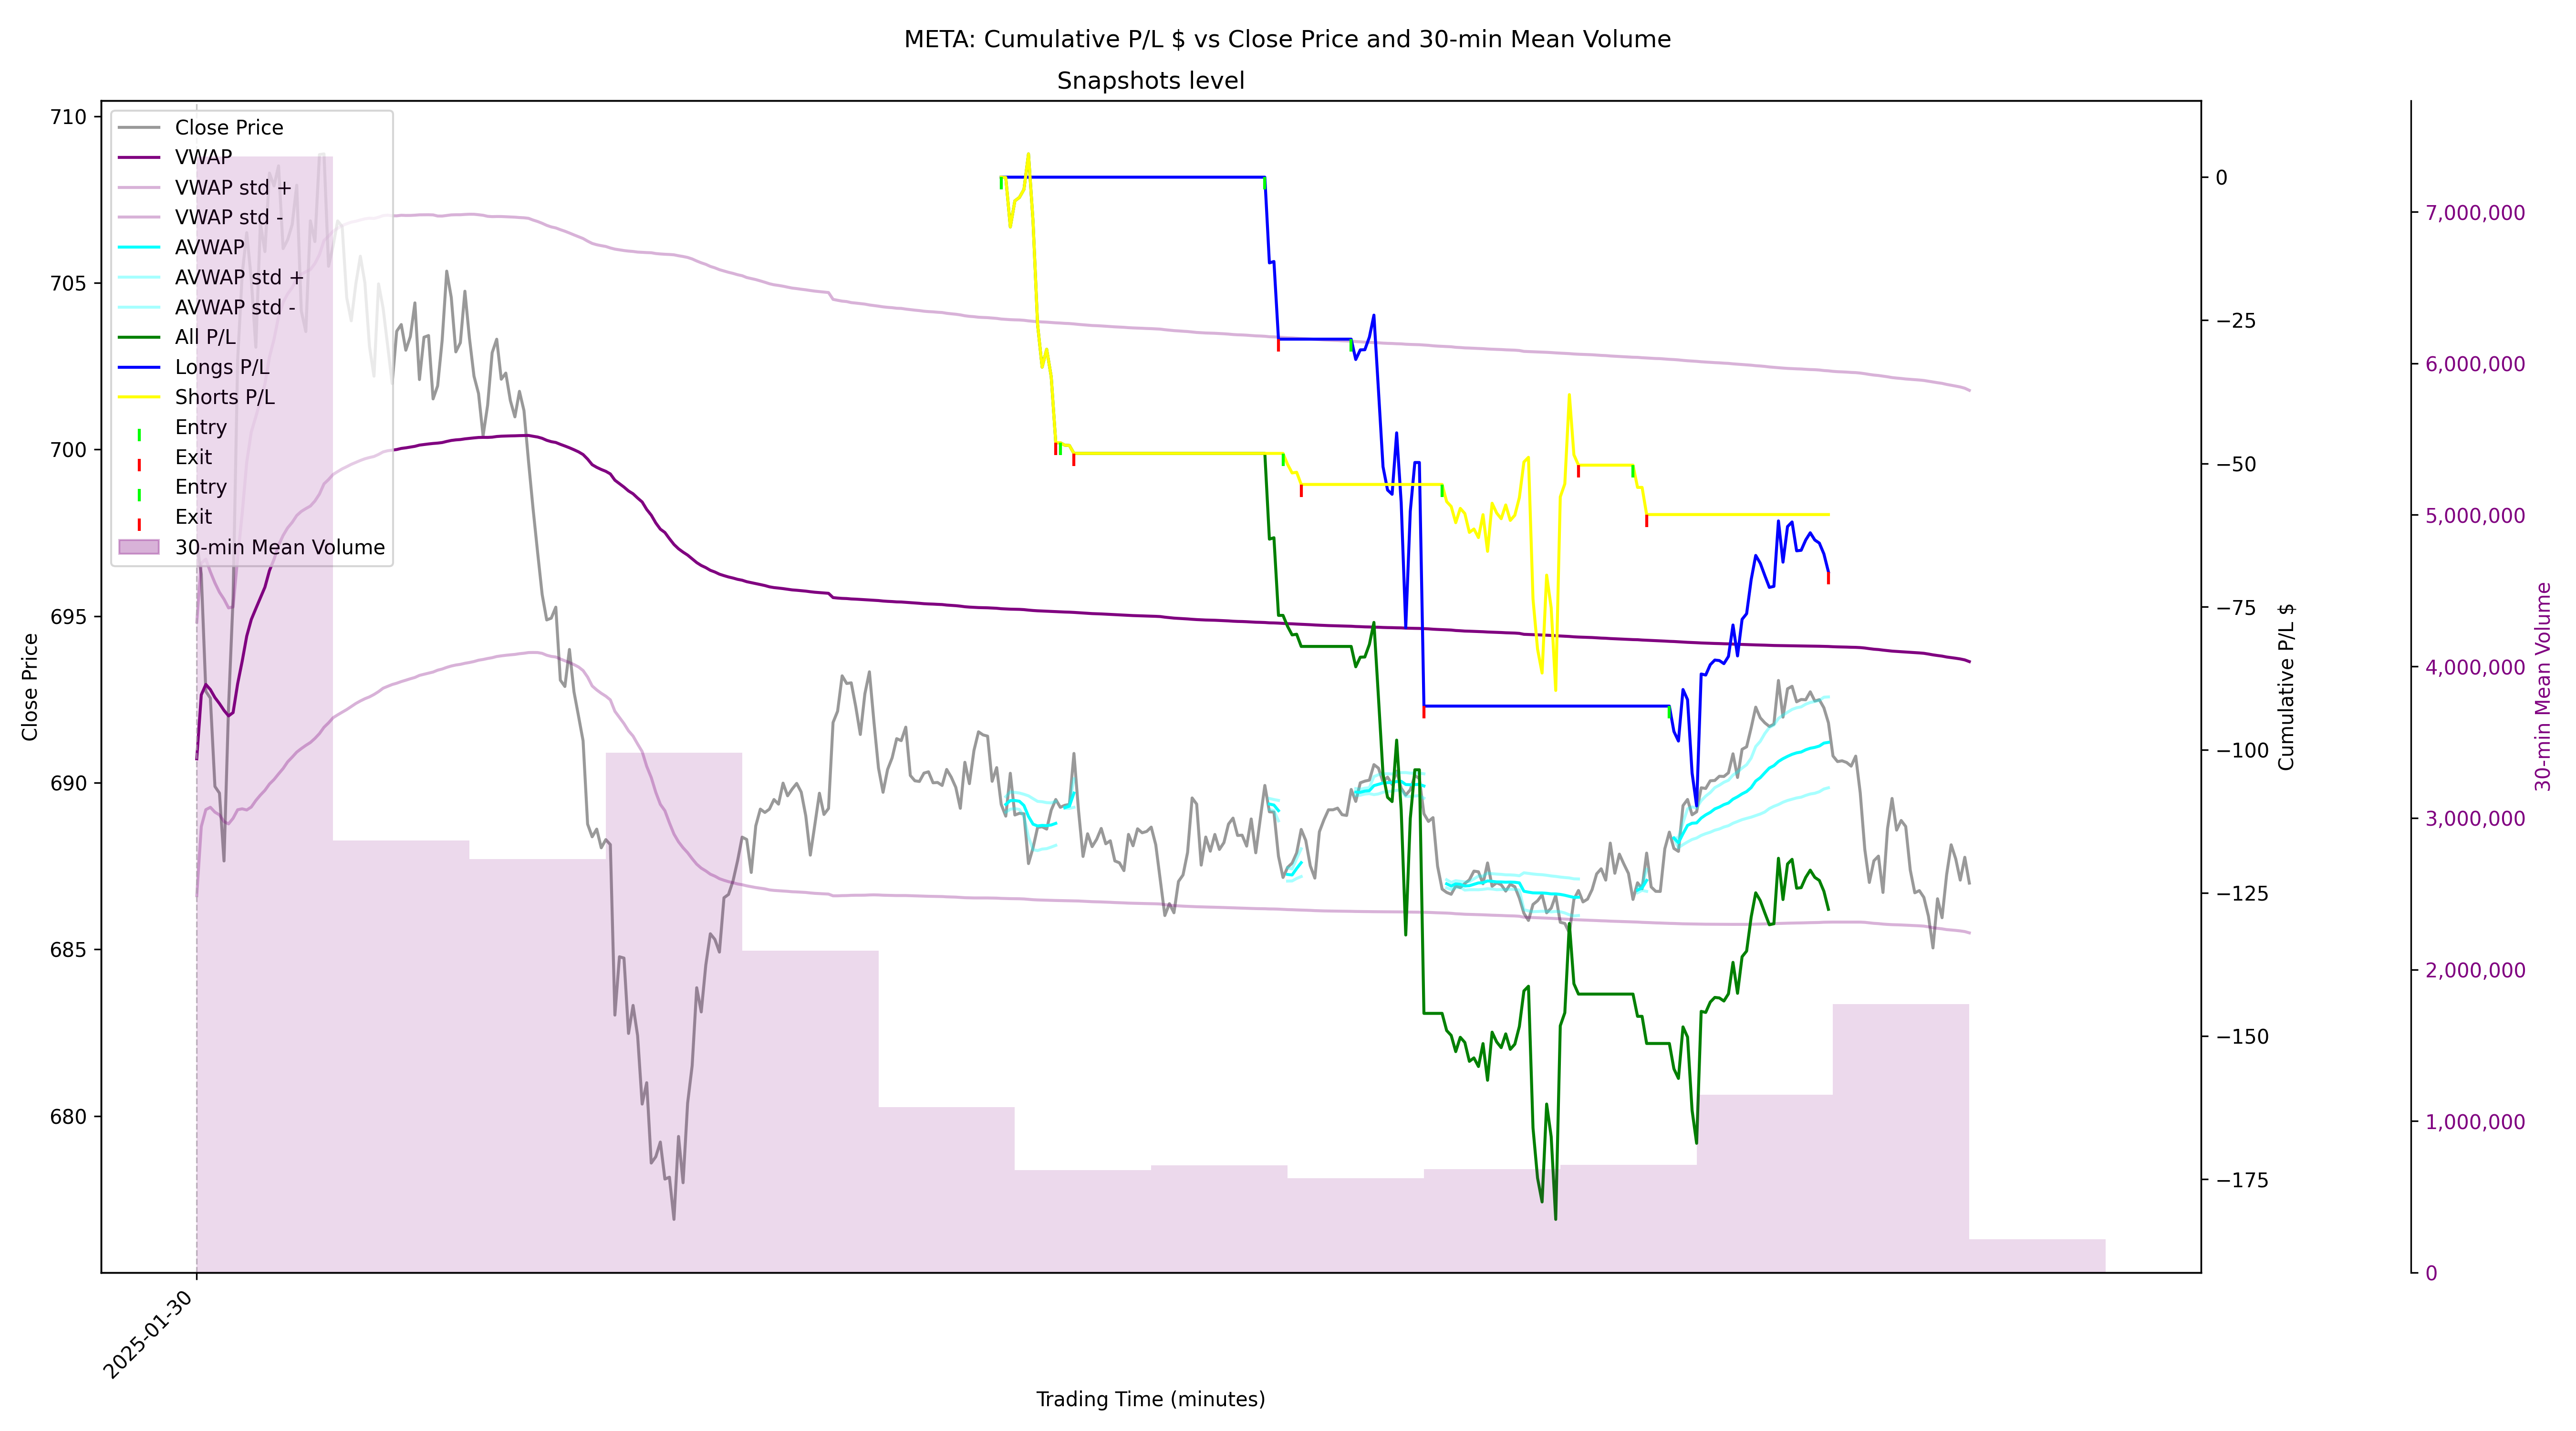 META: Cumulative P/L $ vs Close Price and 30-min Mean Volume
Snapshots level
Close Price
VWAP
VWAP std +
VWAP std -
AVWAP
AVWAP std +
AVWAP std -
All P/L
Longs P/L
Shorts P/L
Entry
Exit
Entry
Exit
30-min Mean Volume
710
705
700
695
690
685
680
Close Price
0
−25
−50
−75
−100
−125
−150
−175
Cumulative P/L $
7,000,000
6,000,000
5,000,000
4,000,000
3,000,000
2,000,000
1,000,000
0
30-min Mean Volume
2025-01-30
Trading Time (minutes)